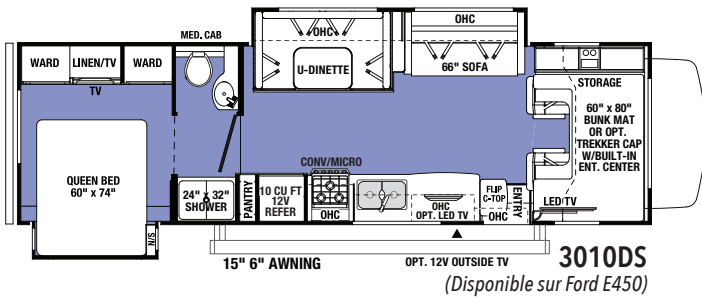 MED. CAB
WARD
LINEN/TV
WARD
TV
OHC
U-DINETTE
OHC
66" SOFA
STORAGE
60" x 80"
BUNK MAT
OR OPT.
TREKKER CAP
W/BUILT-IN
ENT. CENTER
LED TV
QUEEN BED
60" x 74"
N/S
24" x 32"
SHOWER
PANTRY
10 CU FT
12V
REFER
CONV/MICRO
OHC
OHC
OPT. LED TV
FLIP
C-TOP
OHC
ENTRY
15" 6" AWNING
OPT. 12V OUTSIDE TV
3010DS
(Disponible sur Ford E450)